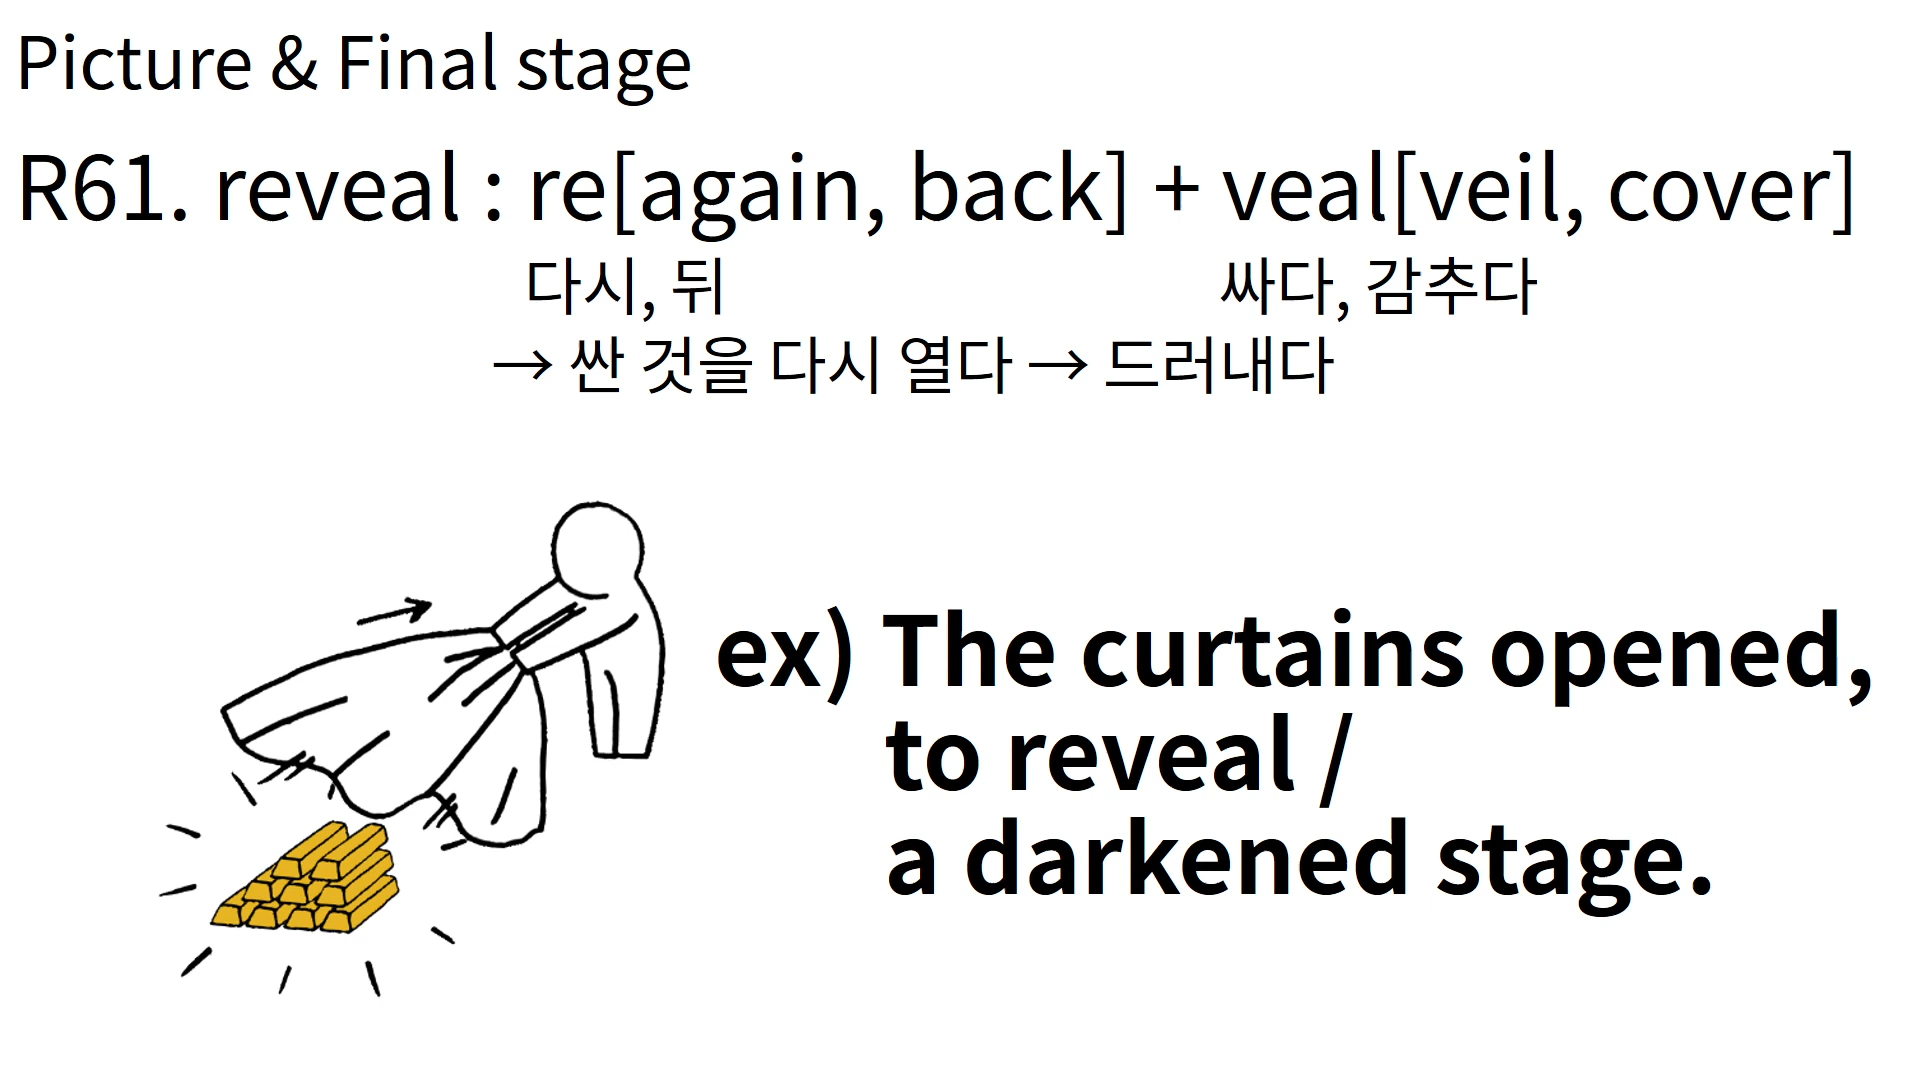 Picture & Final stage
R61. reveal : re[again, back] + veal[veil, cover]
다시, 뒤 싸다, 감추다
→ 싼 것을 다시 열다 → 드러내다
ex) The curtains opened,
to reveal /
a darkened stage.